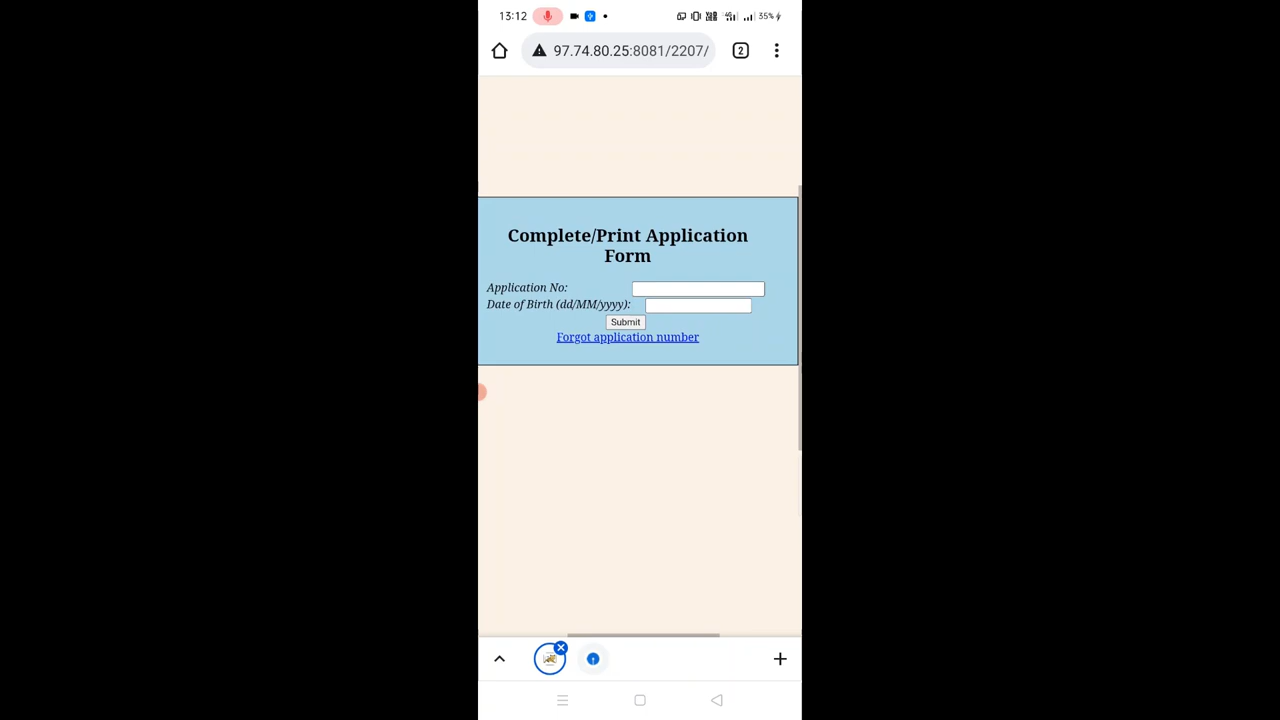 13:12 35%
97.74.80.25:8081/2207/ 2
Complete/Print Application
Form
Application No:
Date of Birth (dd/MM/yyyy):
Submit
Forgot application number